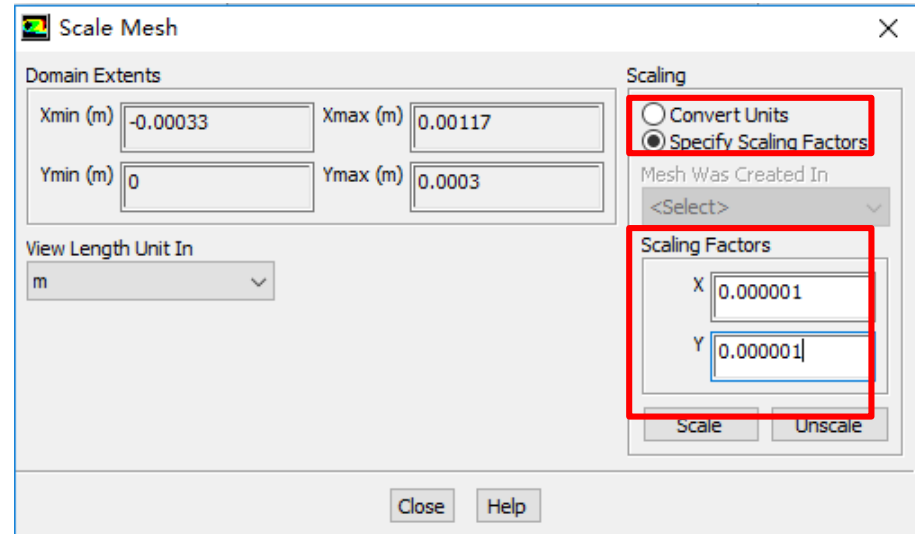 Scale Mesh
Domain Extents
Xmin (m) -0.00033 Xmax (m) 0.00117
Ymin (m) 0 Ymax (m) 0.0003
View Length Unit In
m
Scaling
Convert Units
Specify Scaling Factors
Mesh Was Created In
<Select>
Scaling Factors
X 0.000001
Y 0.000001
Scale Unscale
Close Help